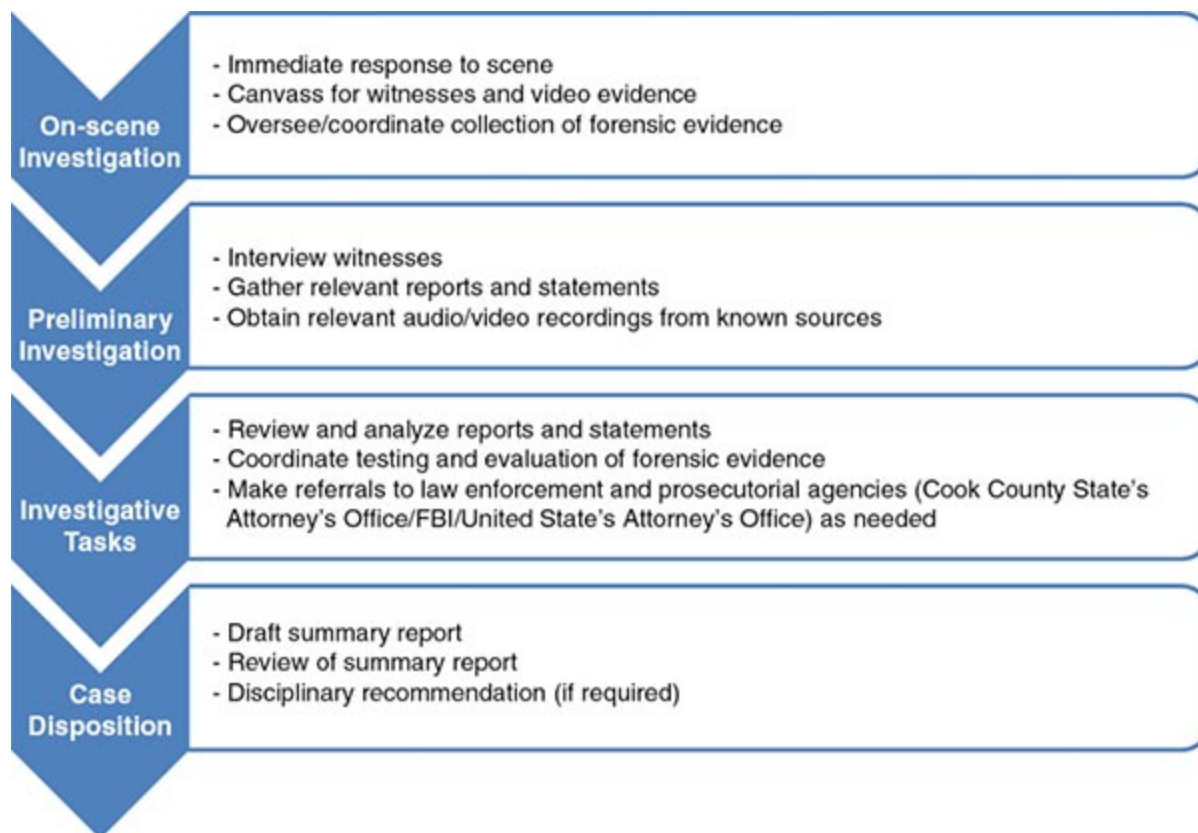 On-scene
Investigation
- Immediate response to scene
- Canvass for witnesses and video evidence
- Oversee/coordinate collection of forensic evidence
Preliminary
Investigation
- Interview witnesses
- Gather relevant reports and statements
- Obtain relevant audio/video recordings from known sources
Investigative
Tasks
- Review and analyze reports and statements
- Coordinate testing and evaluation of forensic evidence
- Make referrals to law enforcement and prosecutorial agencies (Cook County State’s
Attorney’s Office/FBI/United State’s Attorney’s Office) as needed
Case
Disposition
- Draft summary report
- Review of summary report
- Disciplinary recommendation (if required)